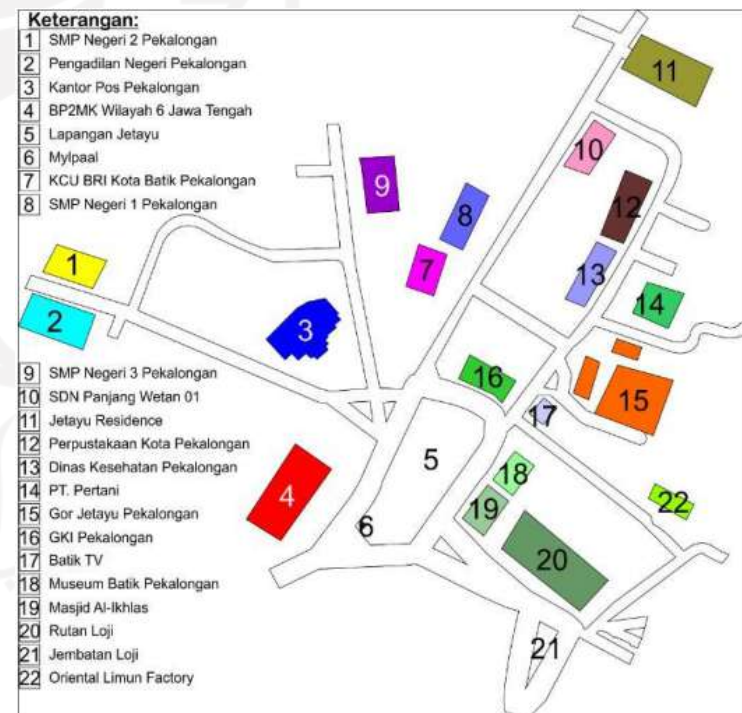 Keterangan:
1 SMP Negeri 2 Pekalongan
2 Pengadilan Negeri Pekalongan
3 Kantor Pos Pekalongan
4 BP2MK Wilayah 6 Jawa Tengah
5 Lapangan Jetayu
6 Mylpaal
7 KCU BRI Kota Batik Pekalongan
8 SMP Negeri 1 Pekalongan
9 SMP Negeri 3 Pekalongan
10 SDN Panjang Wetan 01
11 Jetayu Residence
12 Perpustakaan Kota Pekalongan
13 Dinas Kesehatan Pekalongan
14 PT. Pertani
15 Gor Jetayu Pekalongan
16 GKI Pekalongan
17 Batik TV
18 Museum Batik Pekalongan
19 Masjid Al-Ikhlas
20 Rutan Loji
21 Jembatan Loji
22 Oriental Limun Factory
11
10
9
12
8
7
13
1
14
2
3
16
15
17
5
18
4
22
19
6
20
21